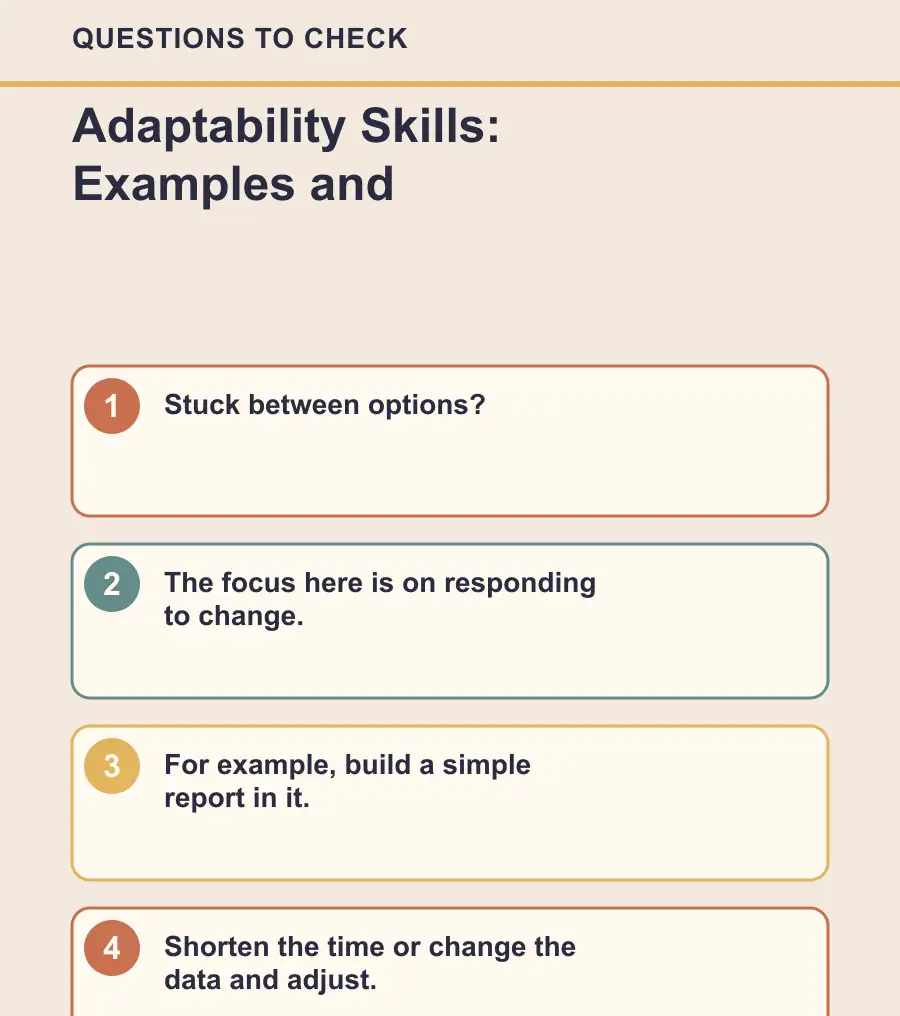 QUESTIONS TO CHECK
Adaptability Skills:
Examples and
1
Stuck between options?
2
The focus here is on responding
to change.
3
For example, build a simple
report in it.
4
Shorten the time or change the
data and adjust.